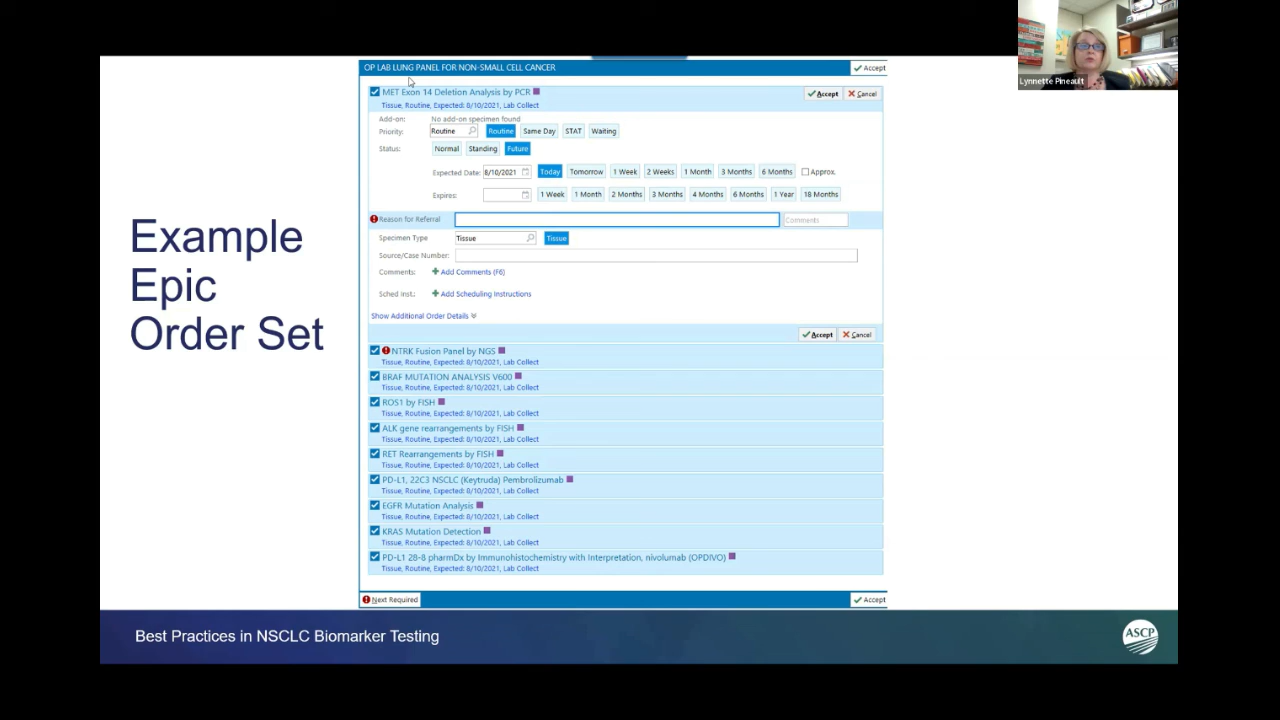 Lynnette Pineault
Example
Epic
Order Set
OP LAB LUNG PANEL FOR NON-SMALL CELL CANCER
Accept
MET Exon 14 Deletion Analysis by PCR
Accept Cancel
Tissue, Routine, Expected: 8/10/2021, Lab Collect
Add-on: No add-on specimen found
Priority: Routine Routine Same Day STAT Waiting
Status: Normal Standing Future
Expected Date: 8/10/2021 Today Tomorrow 1 Week 2 Weeks 1 Month 3 Months 6 Months Approx.
Expires: 1 Week 1 Month 2 Months 3 Months 4 Months 6 Months 1 Year 18 Months
Reason for Referral Comments
Specimen Type Tissue Tissue
Source/Case Number:
Comments: Add Comments (F6)
Sched Inst.: Add Scheduling Instructions
Show Additional Order Details
Accept Cancel
NTRK Fusion Panel by NGS
Tissue, Routine, Expected: 8/10/2021, Lab Collect
BRAF MUTATION ANALYSIS V600
Tissue, Routine, Expected: 8/10/2021, Lab Collect
ROS1 by FISH
Tissue, Routine, Expected: 8/10/2021, Lab Collect
ALK gene rearrangements by FISH
Tissue, Routine, Expected: 8/10/2021, Lab Collect
RET Rearrangements by FISH
Tissue, Routine, Expected: 8/10/2021, Lab Collect
PD-L1, 22C3 NSCLC (Keytruda) Pembrolizumab
Tissue, Routine, Expected: 8/10/2021, Lab Collect
EGFR Mutation Analysis
Tissue, Routine, Expected: 8/10/2021, Lab Collect
KRAS Mutation Detection
Tissue, Routine, Expected: 8/10/2021, Lab Collect
PD-L1 28-8 pharmDx by Immunohistochemistry with Interpretation, nivolumab (OPDIVO)
Tissue, Routine, Expected: 8/10/2021, Lab Collect
Next Required
Accept
Best Practices in NSCLC Biomarker Testing
ASCP